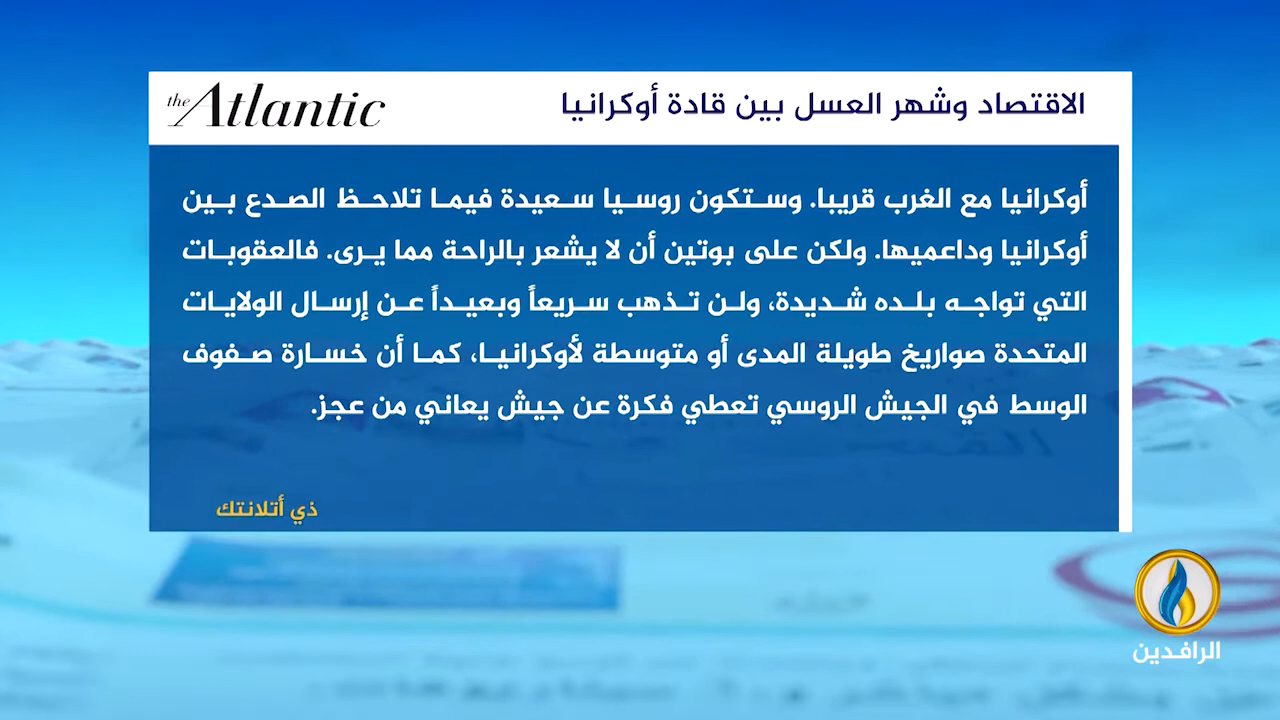 the Atlantic
الاقتصاد وشهر العسل بين قادة أوكرانيا
أوكرانيا مع الغرب قريبا. وستكون روسيا سعيدة فيما تلاحظ الصدع بين
أوكرانيا وداعميها. ولكن على بوتين أن لا يشعر بالراحة مما يرى. فالعقوبات
التي تواجه بلده شديدة، ولن تذهب سريعاً وبعيداً عن إرسال الولايات
المتحدة صواريخ طويلة المدى أو متوسطة لأوكرانيا، كما أن خسارة صفوف
الوسط في الجيش الروسي تعطي فكرة عن جيش يعاني من عجز.
ذي أتلانتك
الرافدين